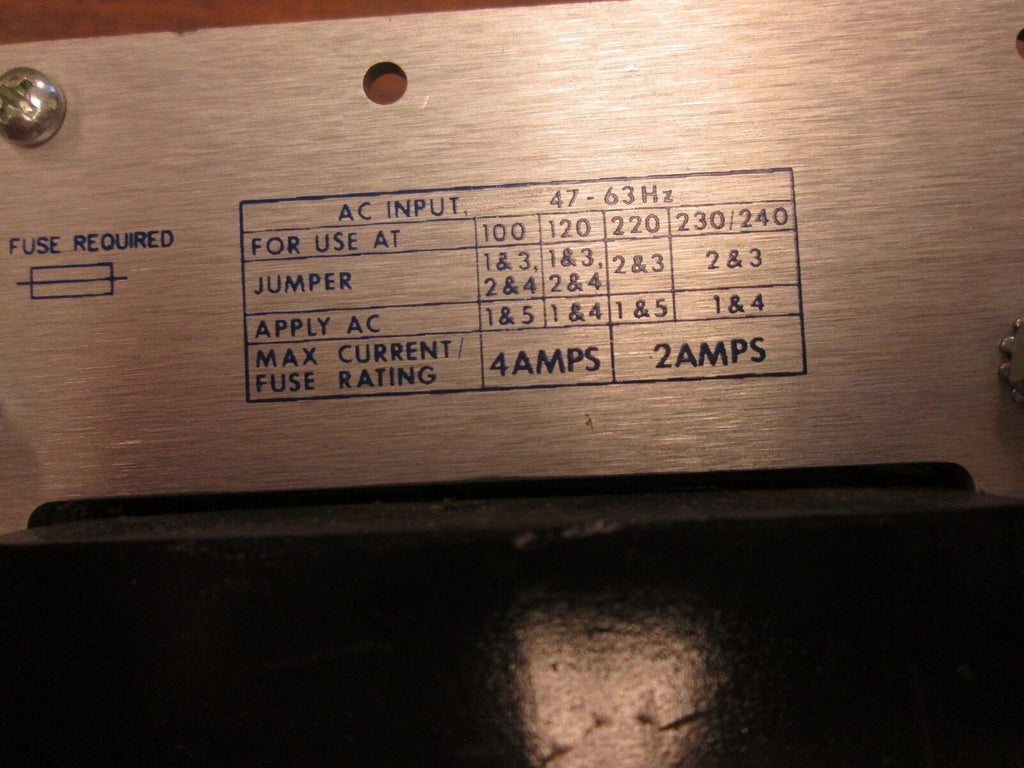 FUSE REQUIRED
AC INPUT, 47-63Hz
FOR USE AT 100 120 220 230/240
JUMPER 1&3, 2&4 1&3, 2&4 2&3 2&3
APPLY AC 1&5 1&4 1&5 1&4
MAX CURRENT/ FUSE RATING 4AMPS 2AMPS